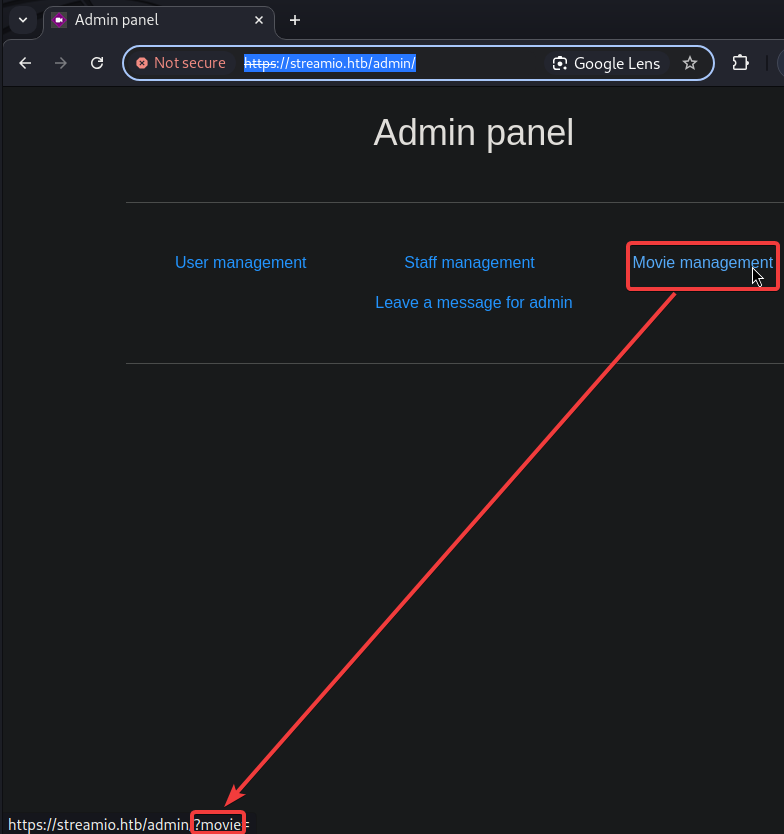 Admin panel
Not secure https://streamio.htb/admin/ Google Lens
Admin panel
User management Staff management Movie management
Leave a message for admin
https://streamio.htb/admin/?movie=